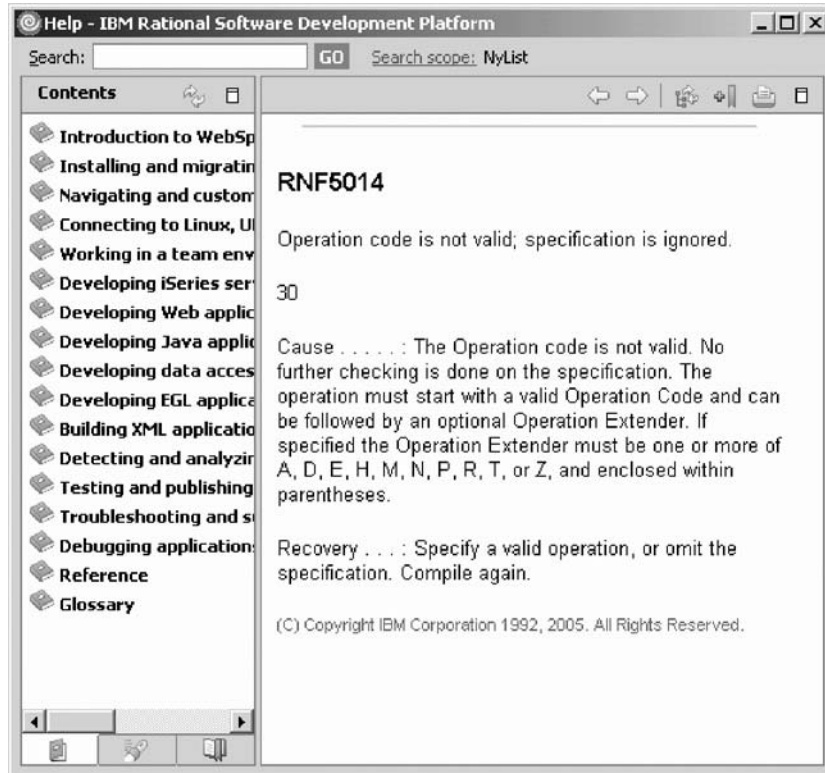 Help - IBM Rational Software Development Platform
Search:
GO
Search scope: NyList
Contents
Introduction to WebSp
Installing and migratin
Navigating and custom
Connecting to Linux, UI
Working in a team env
Developing iSeries ser
Developing Web applic
Developing Java applic
Developing data acces
Developing EGL applica
Building XML applicatio
Detecting and analyzin
Testing and publishing
Troubleshooting and su
Debugging application
Reference
Glossary
RNF5014
Operation code is not valid; specification is ignored.
30
Cause . . . . . : The Operation code is not valid. No
further checking is done on the specification. The
operation must start with a valid Operation Code and can
be followed by an optional Operation Extender. If
specified the Operation Extender must be one or more of
A, D, E, H, M, N, P, R, T, or Z, and enclosed within
parentheses.
Recovery . . . : Specify a valid operation, or omit the
specification. Compile again.
(C) Copyright IBM Corporation 1992, 2005. All Rights Reserved.